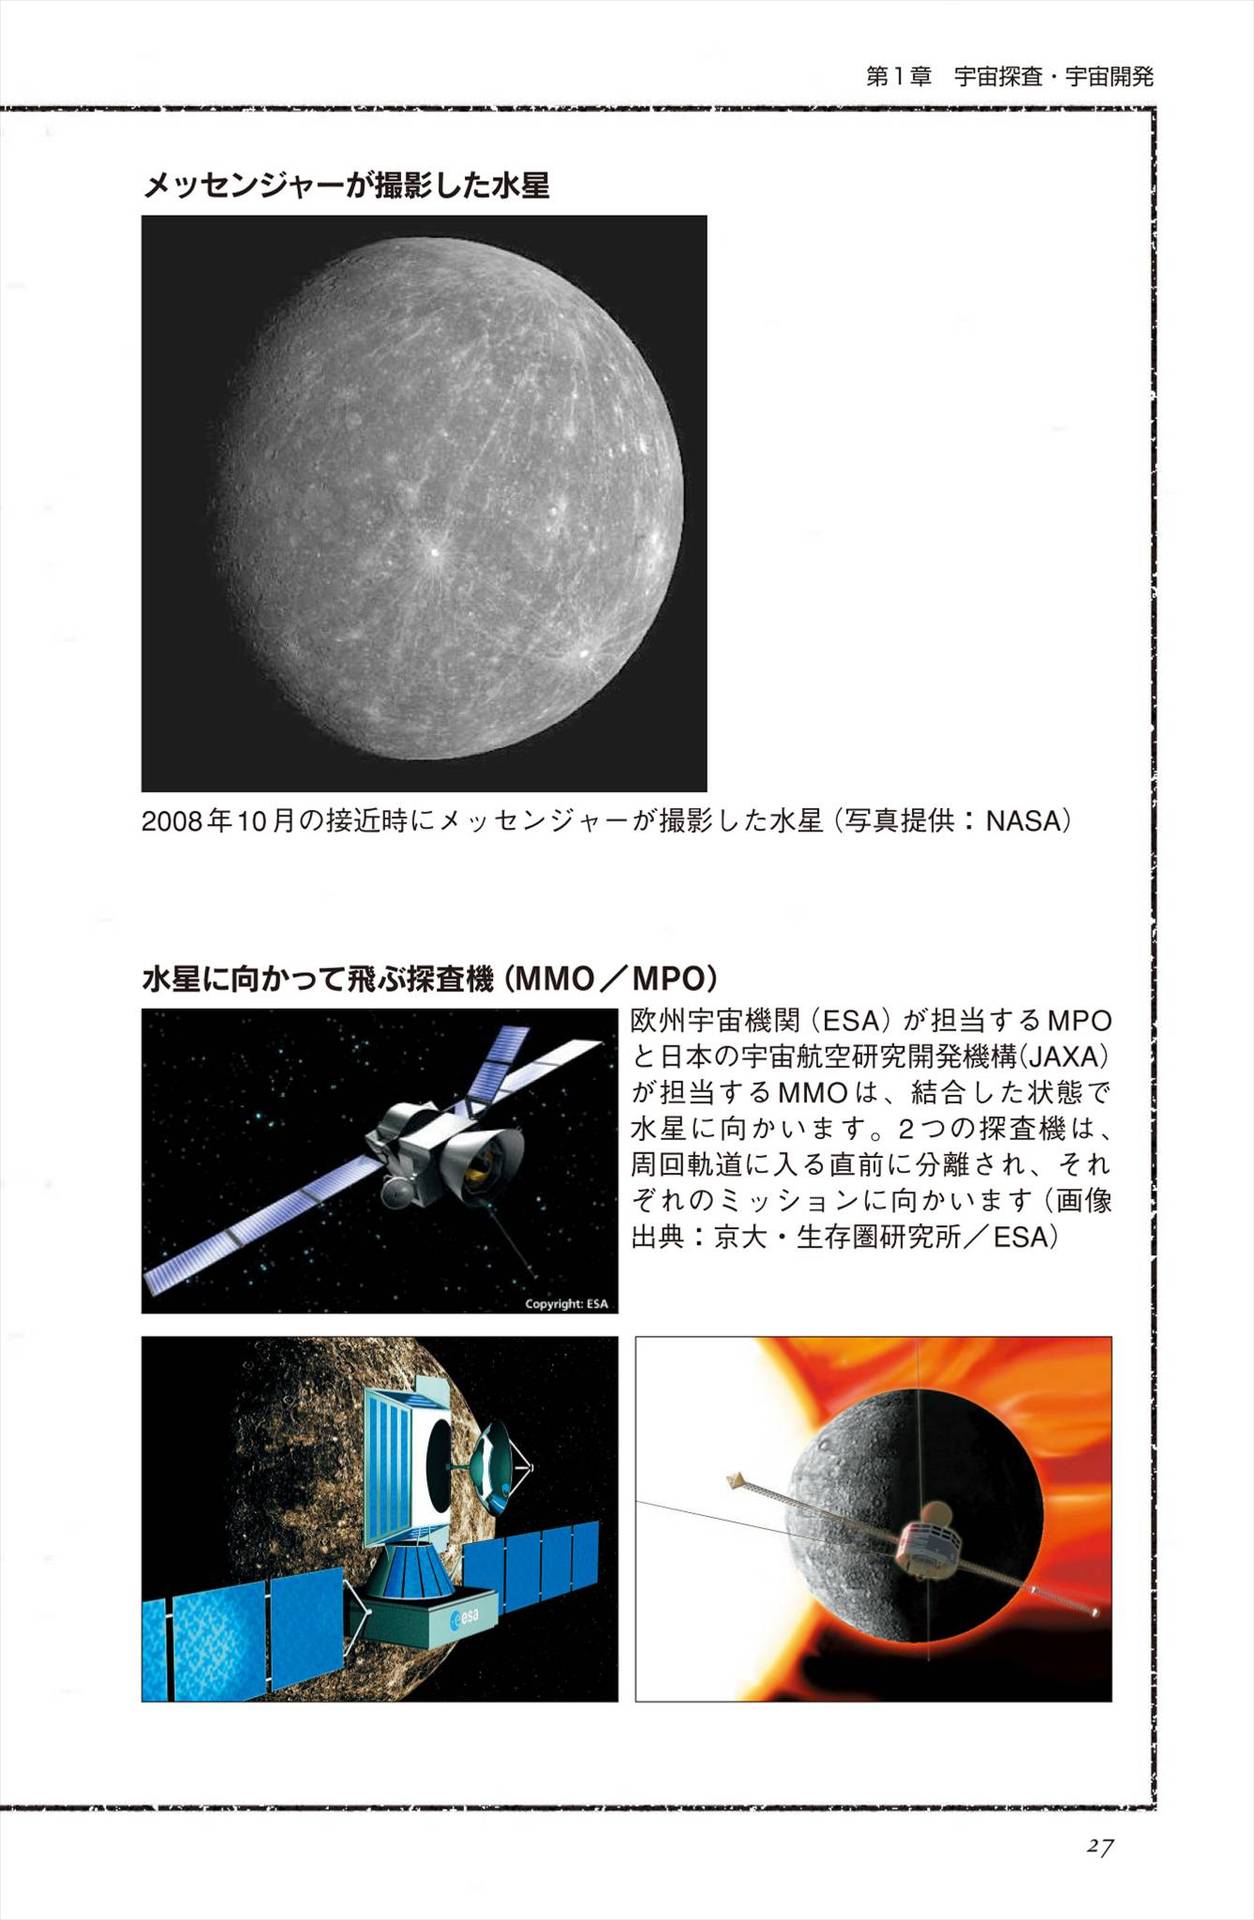 第1章　宇宙探査・宇宙開発
メッセンジャーが撮影した水星
2008年10月の接近時にメッセンジャーが撮影した水星（写真提供：NASA）
水星に向かって飛ぶ探査機（MMO／MPO）
欧州宇宙機関（ESA）が担当するMPO
と日本の宇宙航空研究開発機構（JAXA）
が担当するMMOは、結合した状態で
水星に向かいます。2つの探査機は、
周回軌道に入る直前に分離され、それ
ぞれのミッションに向かいます（画像
出典：京大・生存圏研究所／ESA）
Copyright: ESA
esa
27